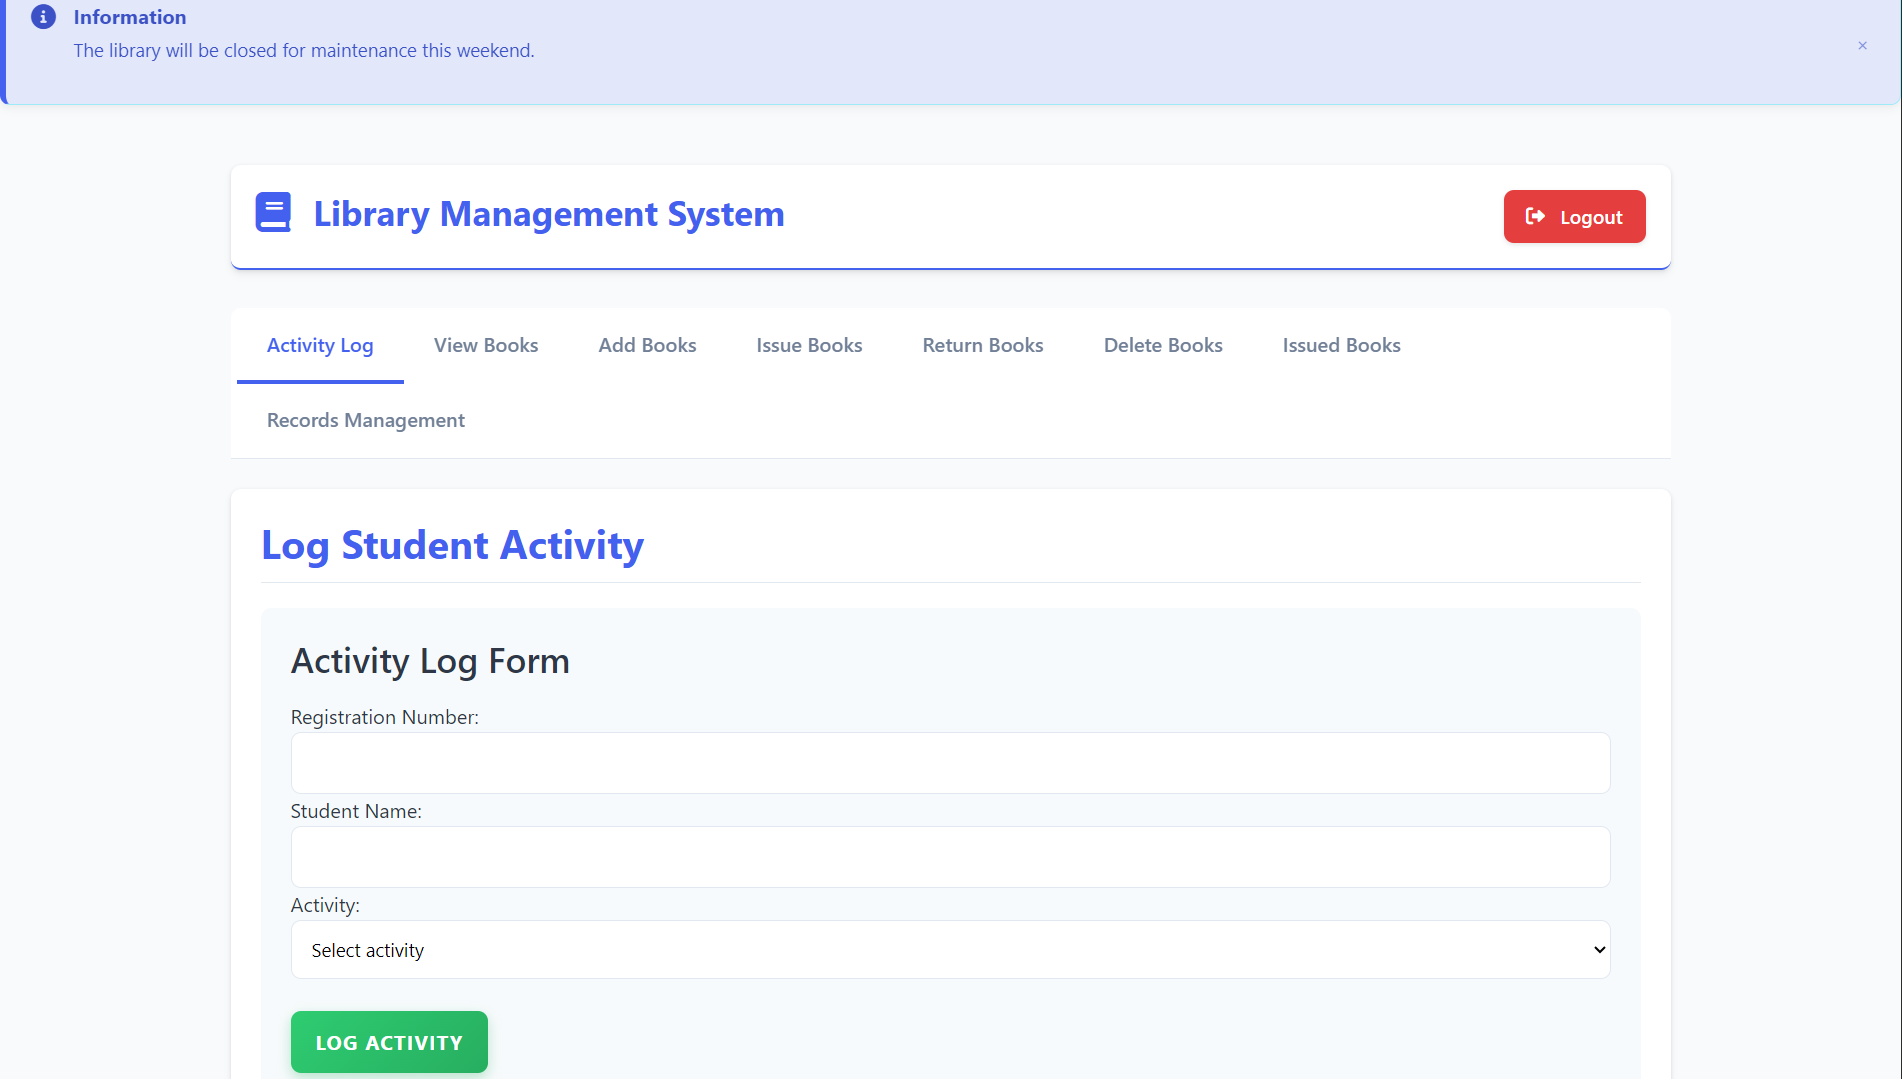 Information
The library will be closed for maintenance this weekend.
×
Library Management System
Logout
Activity Log View Books Add Books Issue Books Return Books Delete Books Issued Books
Records Management
Log Student Activity
Activity Log Form
Registration Number:
Student Name:
Activity:
Select activity
LOG ACTIVITY